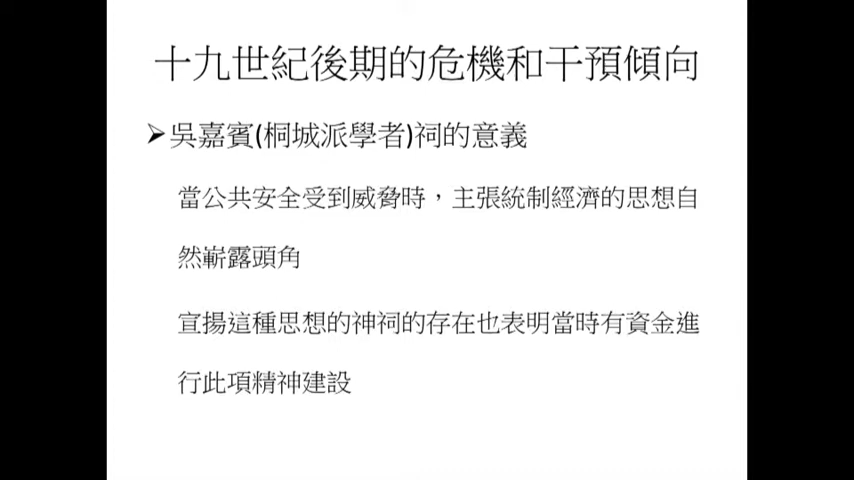 十九世紀後期的危機和干預傾向
➢吳嘉賓(桐城派學者)祠的意義
當公共安全受到威脅時，主張統制經濟的思想自
然嶄露頭角
宣揚這種思想的神祠的存在也表明當時有資金進
行此項精神建設